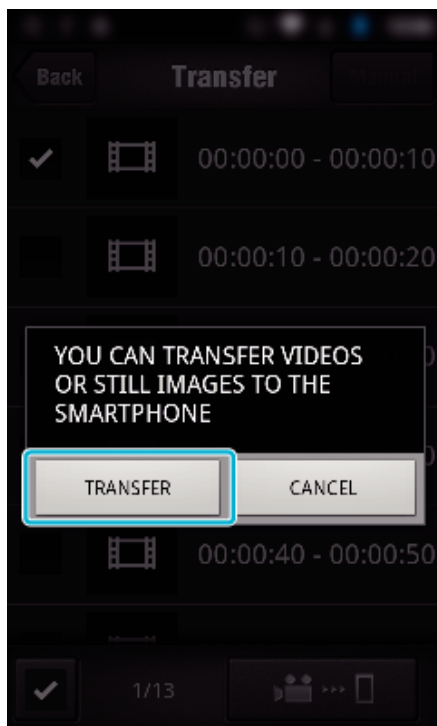 Back Transfer Manual
00:00:00 - 00:00:10
00:00:10 - 00:00:20
YOU CAN TRANSFER VIDEOS
OR STILL IMAGES TO THE
SMARTPHONE
TRANSFER CANCEL
00:00:40 - 00:00:50
1/13